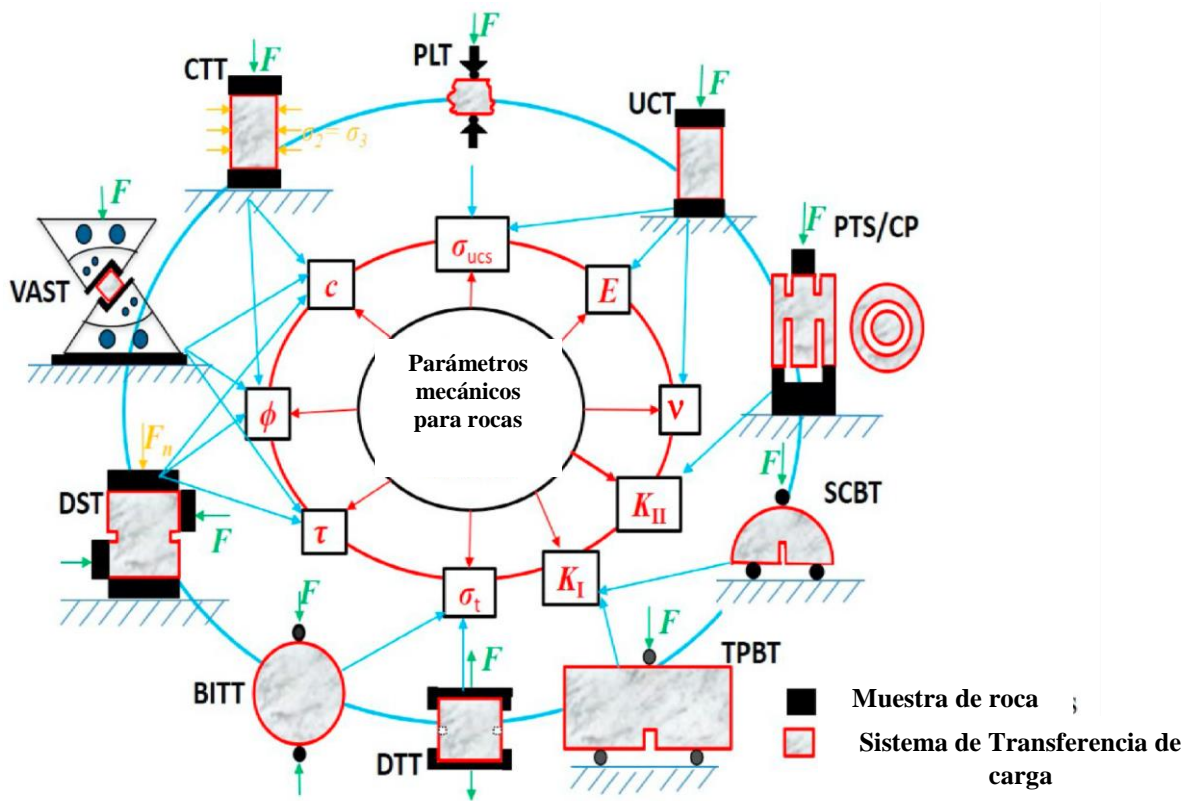 F
PLT
CTT
F
UCT
F
σ₂ = σ₃
F
VAST
σucs
PTS/CP
F
c
E
Parámetros
mecánicos
para rocas
ϕ
ν
Fn
DST
F
F
SCBT
KII
τ
KI
σt
F
BITT
F
DTT
F
TPBT
Muestra de roca
Sistema de Transferencia de
carga